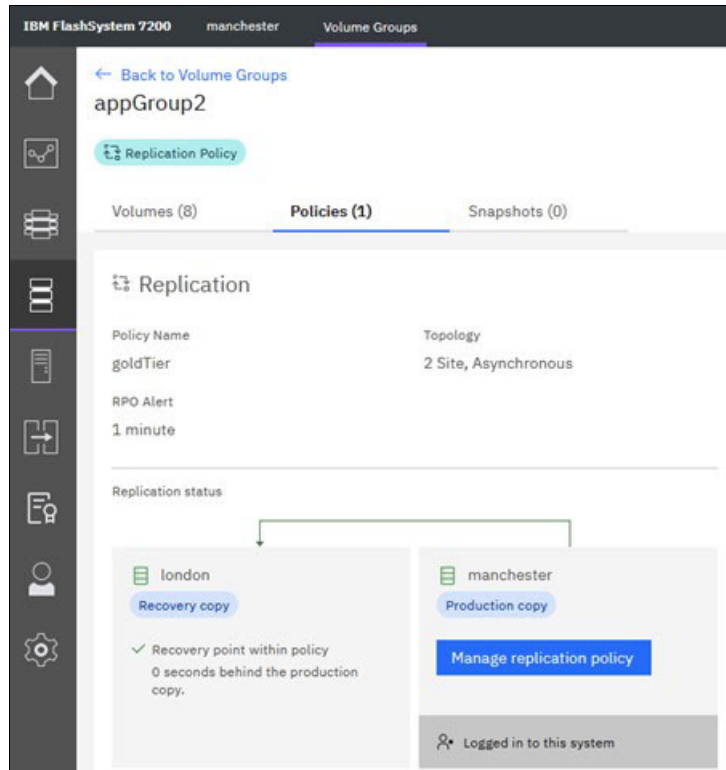 IBM FlashSystem 7200 manchester Volume Groups
← Back to Volume Groups
appGroup2
Replication Policy
Volumes (8) Policies (1) Snapshots (0)
Replication
Policy Name Topology
goldTier 2 Site, Asynchronous
RPO Alert
1 minute
Replication status
london
Recovery copy
Recovery point within policy
0 seconds behind the production
copy.
manchester
Production copy
Manage replication policy
Logged in to this system